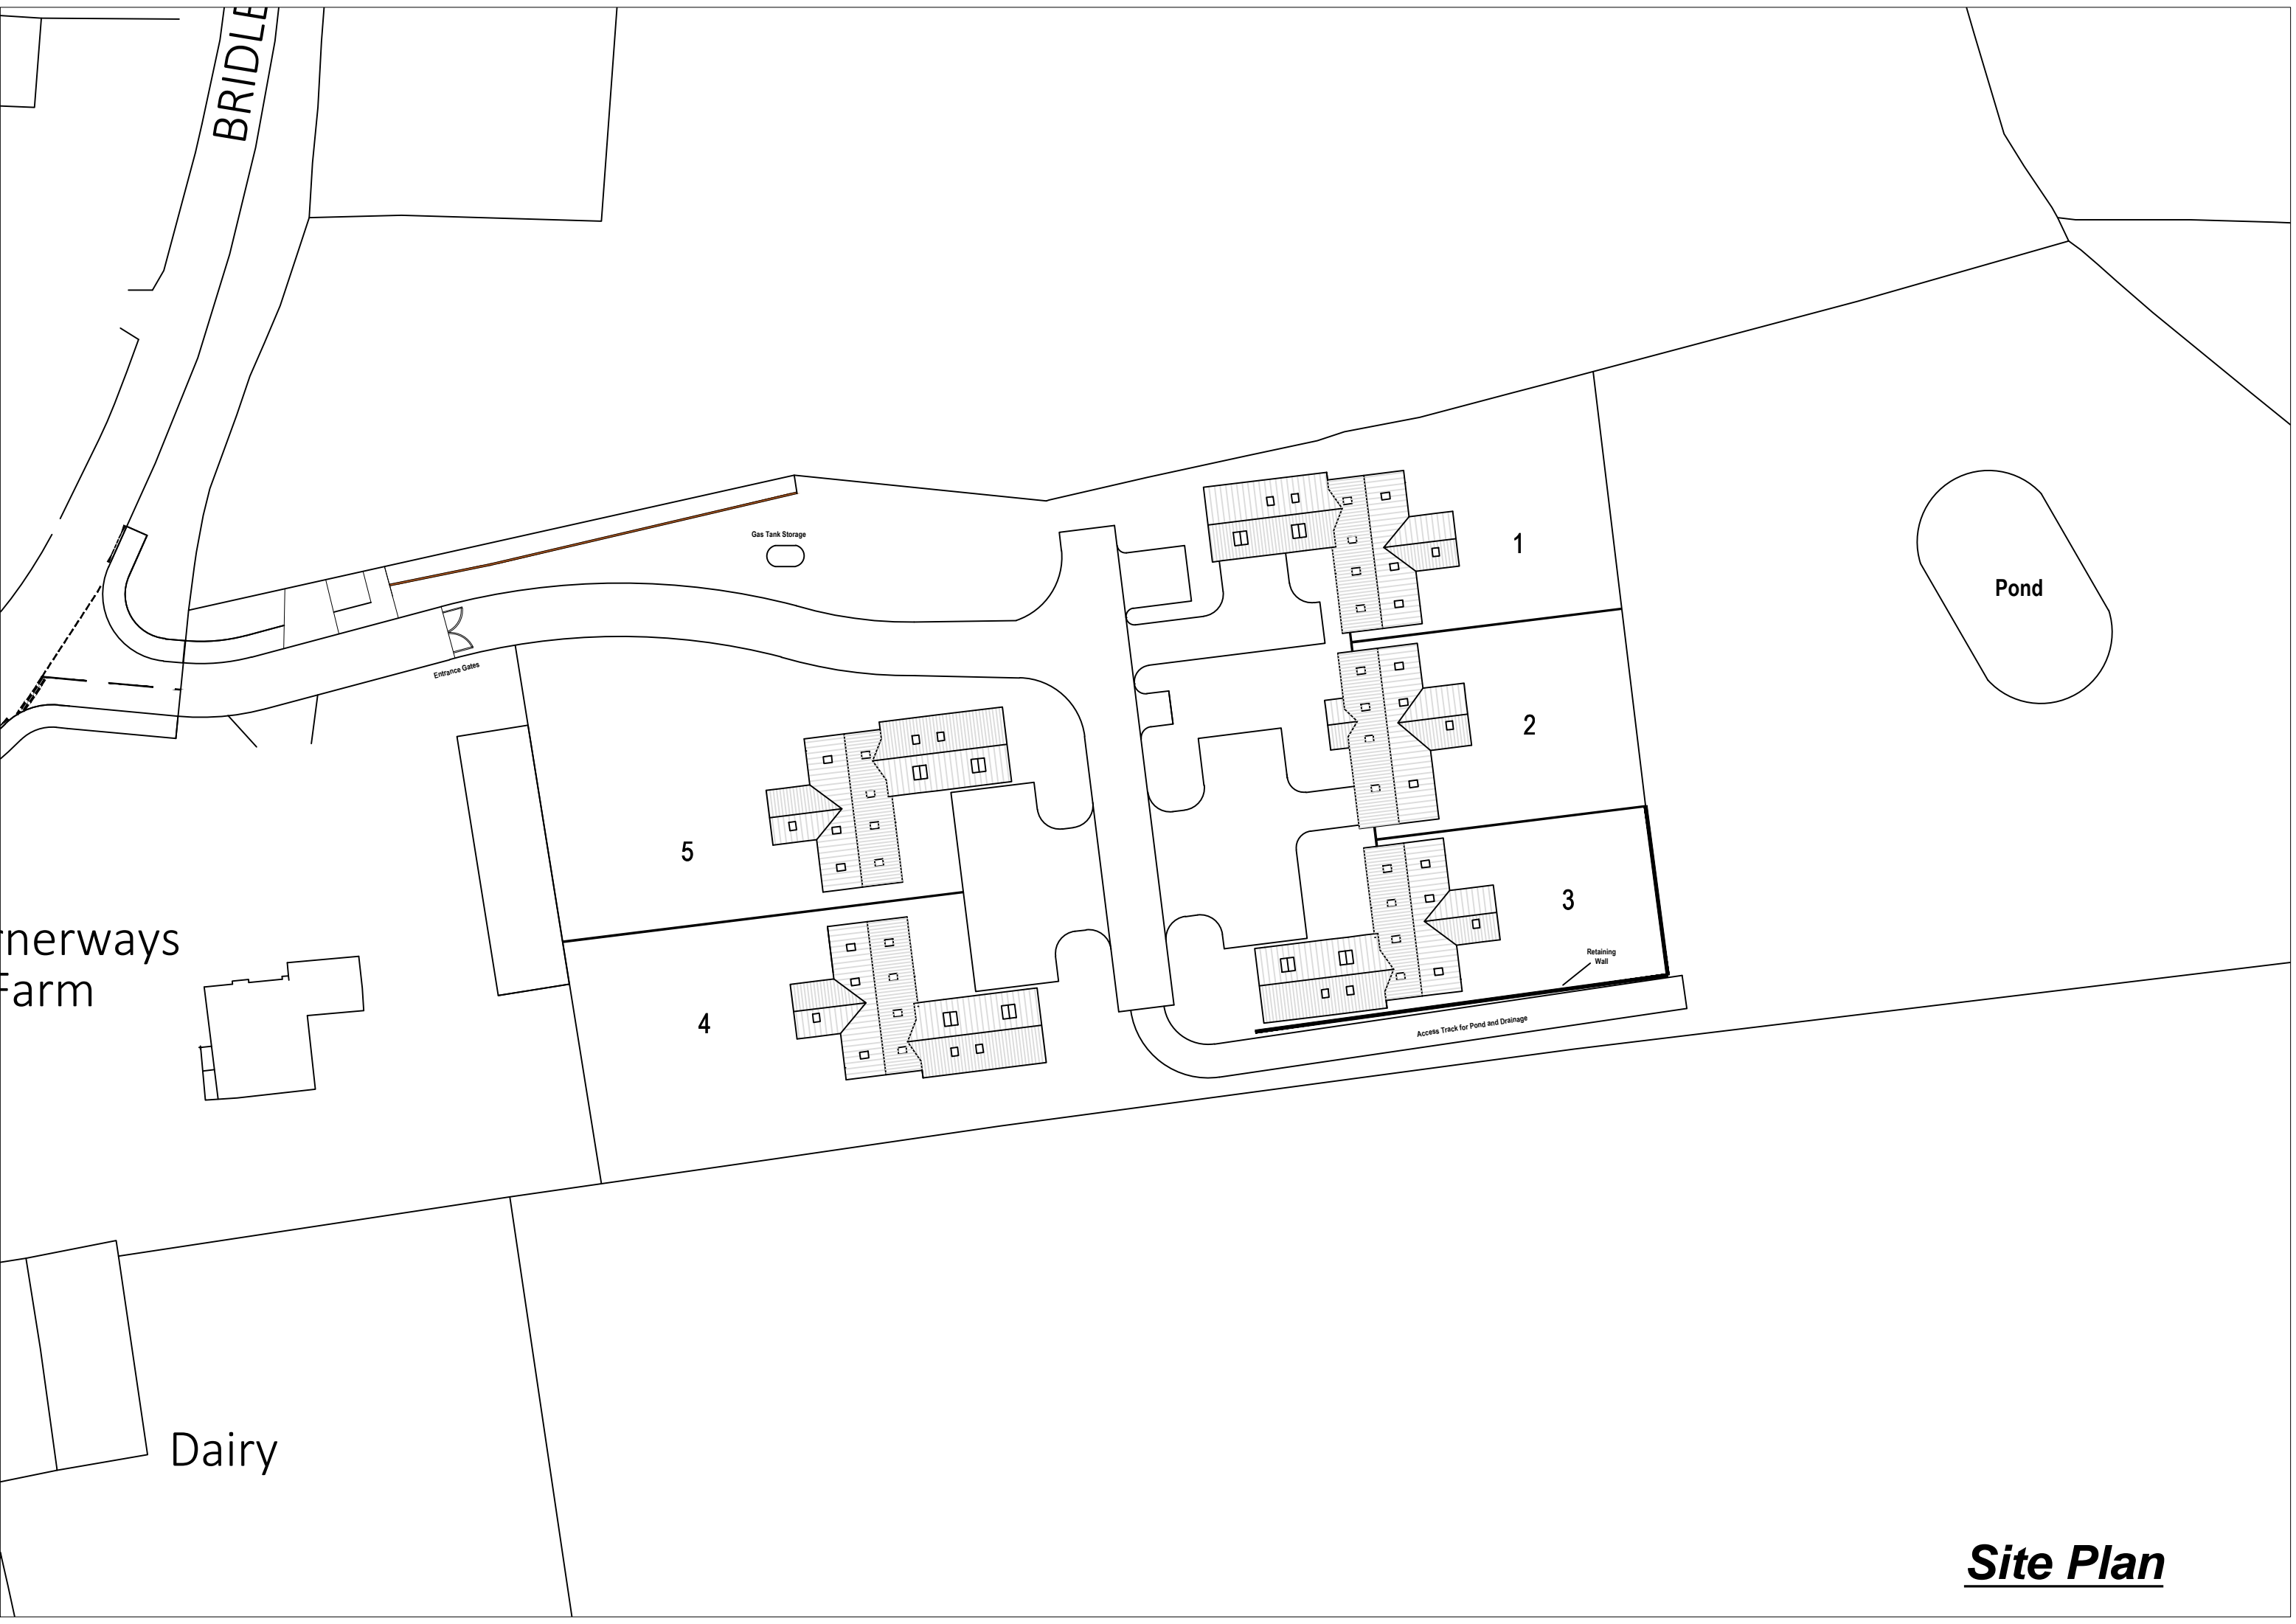 BRIDLE
Gas Tank Storage
1
Pond
Entrance Gates
2
5
3
rnerways
Farm
Retaining
Wall
4
Access Track for Pond and Drainage
Dairy
Site Plan